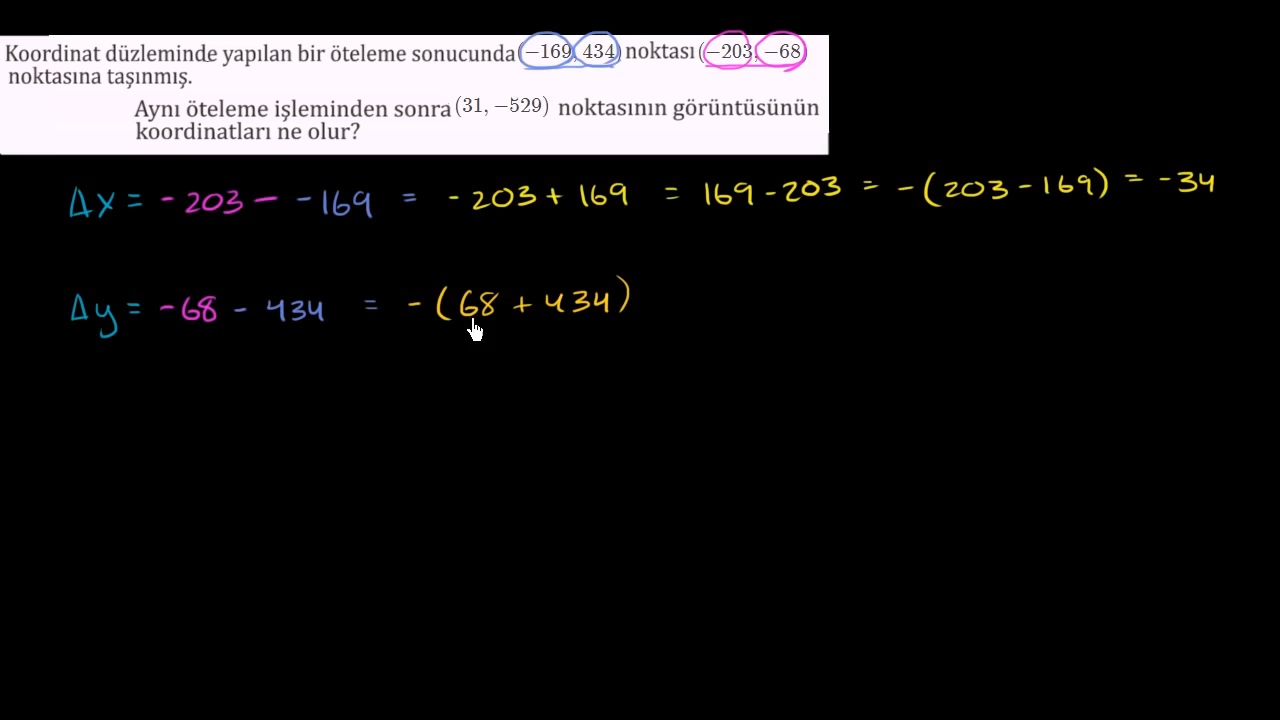 Koordinat düzleminde yapılan bir öteleme sonucunda (−169, 434) noktası (−203, −68)
noktasına taşınmış.
Aynı öteleme işleminden sonra (31, −529) noktasının görüntüsünün
koordinatları ne olur?
Δx = -203 - -169 = -203 + 169 = 169 - 203 = -(203 - 169) = -34
Δy = -68 - 434 = -(68 + 434)